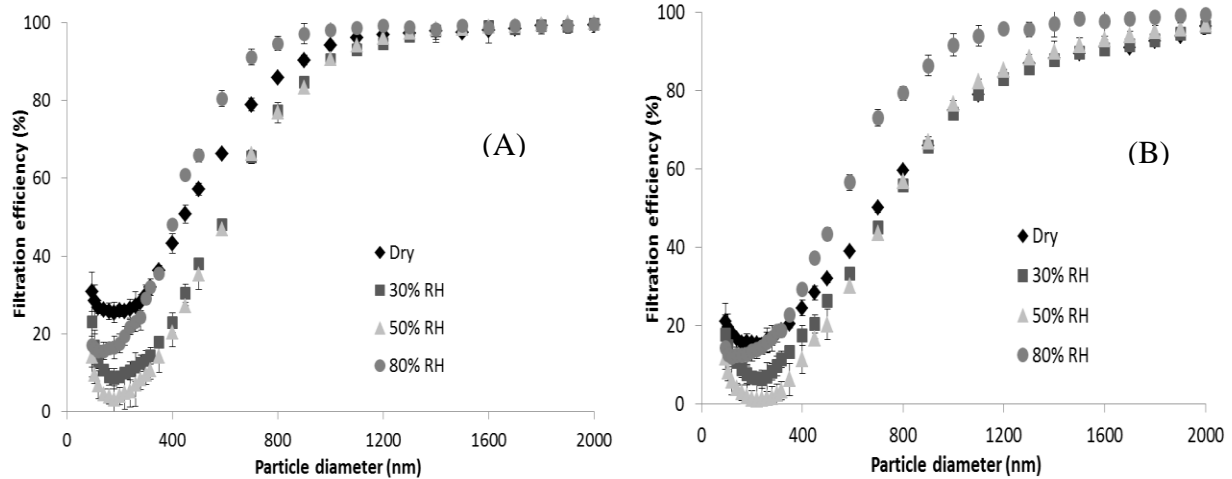 100
80
60
40
20
0
Filtration efficiency (%)
(A)
Dry
30% RH
50% RH
80% RH
0 400 800 1200 1600 2000
Particle diameter (nm)
100
80
60
40
20
0
Filtration efficiency (%)
(B)
Dry
30% RH
50% RH
80% RH
0 400 800 1200 1600 2000
Particle diameter (nm)